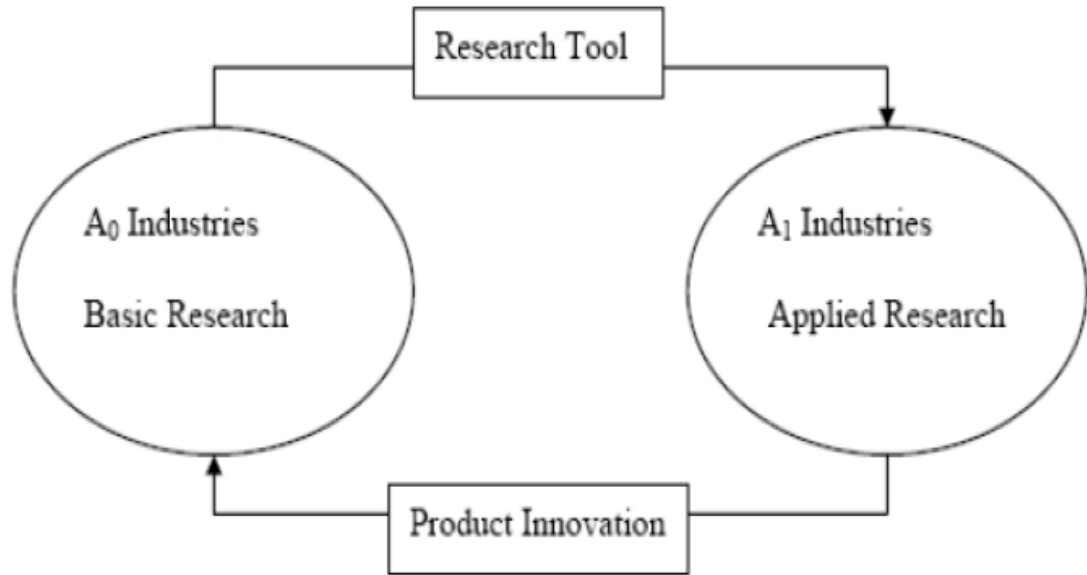 Research Tool
A₀ Industries
Basic Research
A₁ Industries
Applied Research
Product Innovation